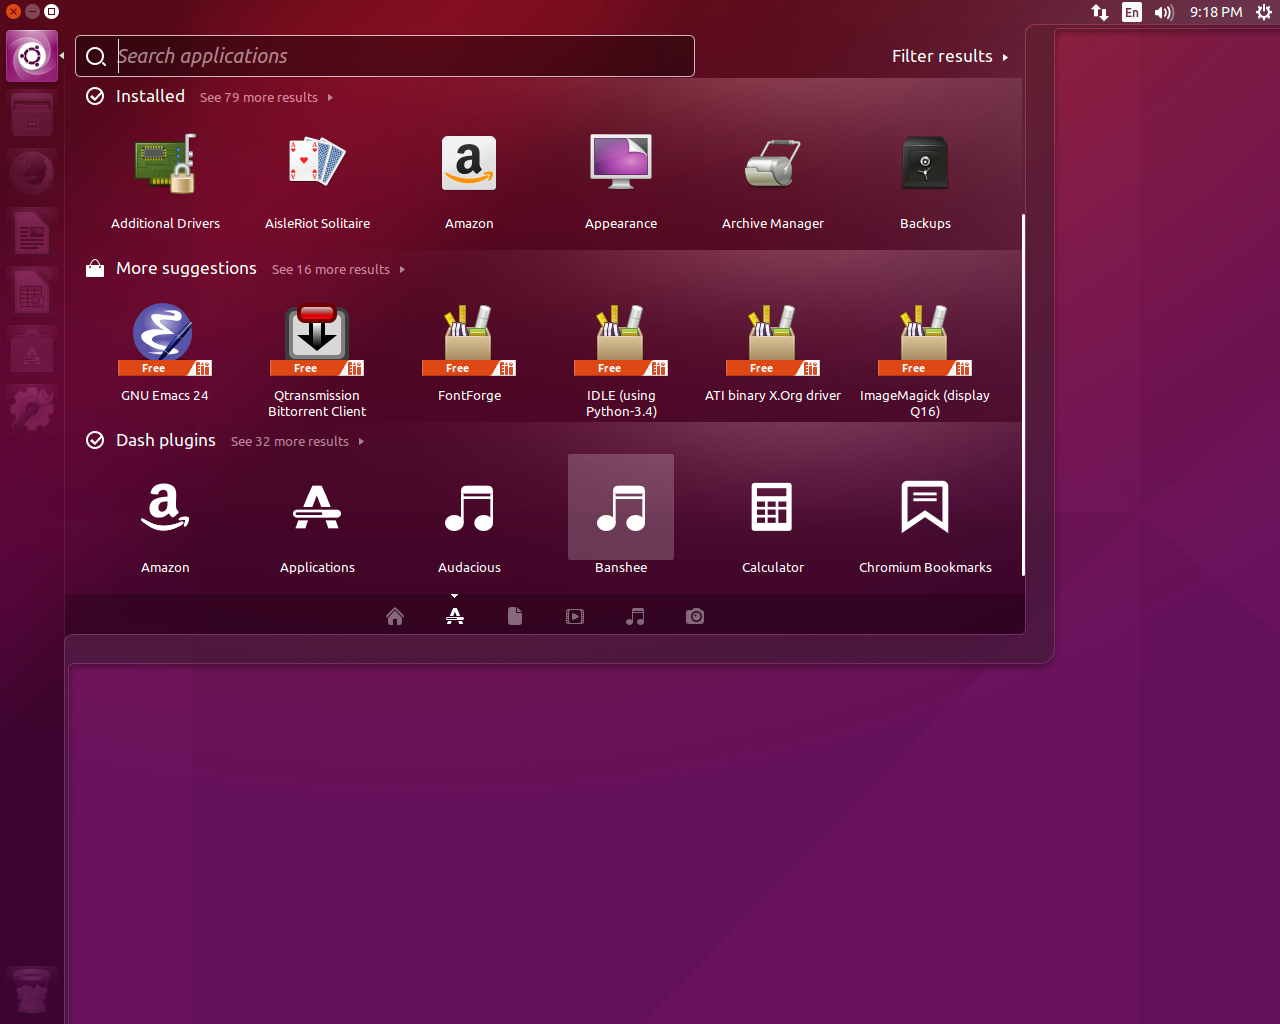 En 9:18 PM
Search applications
Filter results
Installed See 79 more results
Additional Drivers AisleRiot Solitaire Amazon Appearance Archive Manager Backups
More suggestions See 16 more results
Free Free Free Free Free Free
GNU Emacs 24 Qtransmission Bittorrent Client FontForge IDLE (using Python-3.4) ATI binary X.Org driver ImageMagick (display Q16)
Dash plugins See 32 more results
Amazon Applications Audacious Banshee Calculator Chromium Bookmarks